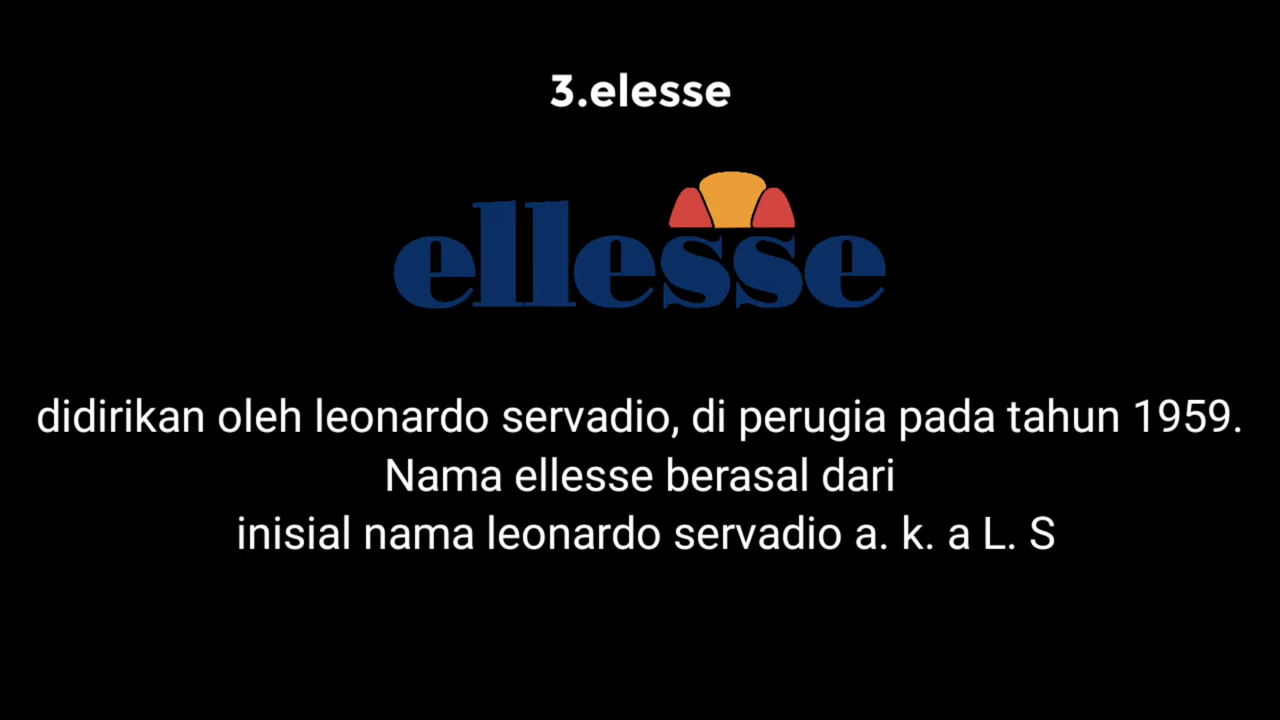 3.elesse
ellesse
didirikan oleh leonardo servadio, di perugia pada tahun 1959.
Nama ellesse berasal dari
inisial nama leonardo servadio a. k. a L. S